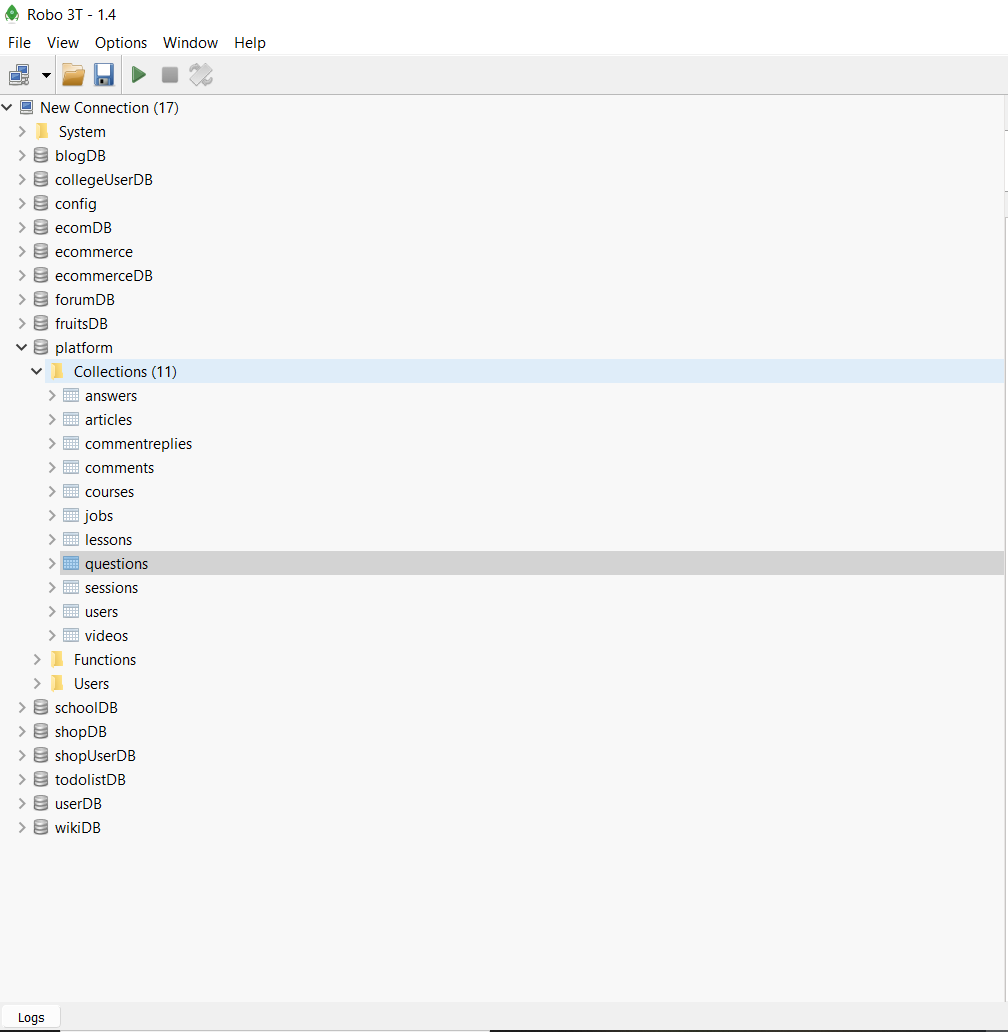 Robo 3T - 1.4
File View Options Window Help
New Connection (17)
System
blogDB
collegeUserDB
config
ecomDB
ecommerce
ecommerceDB
forumDB
fruitsDB
platform
Collections (11)
answers
articles
commentreplies
comments
courses
jobs
lessons
questions
sessions
users
videos
Functions
Users
schoolDB
shopDB
shopUserDB
todolistDB
userDB
wikiDB
Logs